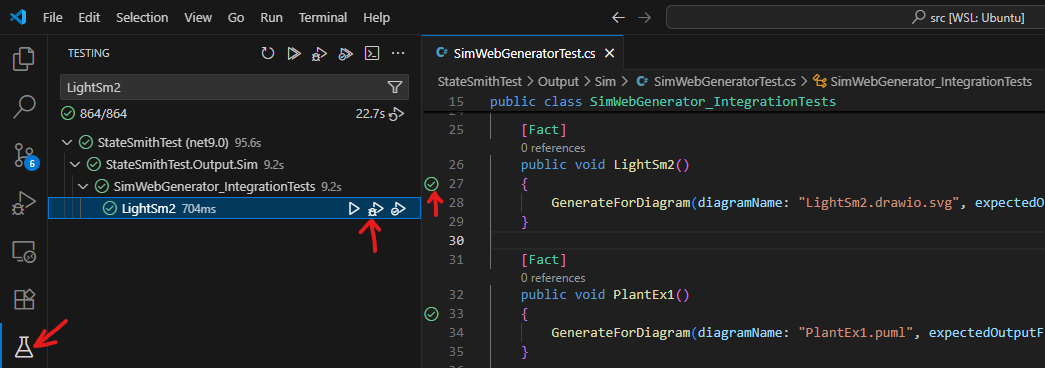 File Edit Selection View Go Run Terminal Help
src [WSL: Ubuntu]
TESTING
LightSm2
864/864 22.7s
StateSmithTest (net9.0) 95.6s
StateSmithTest.Output.Sim 9.2s
SimWebGenerator_IntegrationTests 9.2s
LightSm2 704ms
6
SimWebGeneratorTest.cs
StateSmithTest > Output > Sim > SimWebGeneratorTest.cs > SimWebGenerator_IntegrationTests
15 public class SimWebGenerator_IntegrationTests
24
25 [Fact]
0 references
26 public void LightSm2()
27 {
28 GenerateForDiagram(diagramName: "LightSm2.drawio.svg", expectedO
29 }
30
31 [Fact]
0 references
32 public void PlantEx1()
33 {
34 GenerateForDiagram(diagramName: "PlantEx1.puml", expectedOutputF
35 }